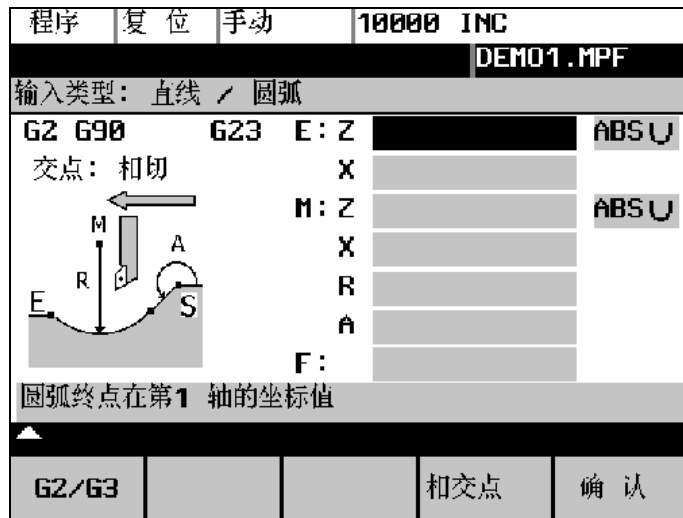 程序 复 位 手动 10000 INC
DEMO1.MPF
输入类型: 直线 / 圆弧
G2 G90 G23 E: Z ABS
交点: 相切 X
M: Z ABS
X
R
A
F:
M
A
R
E
S
圆弧终点在第1 轴的坐标值
G2/G3 相交点 确 认